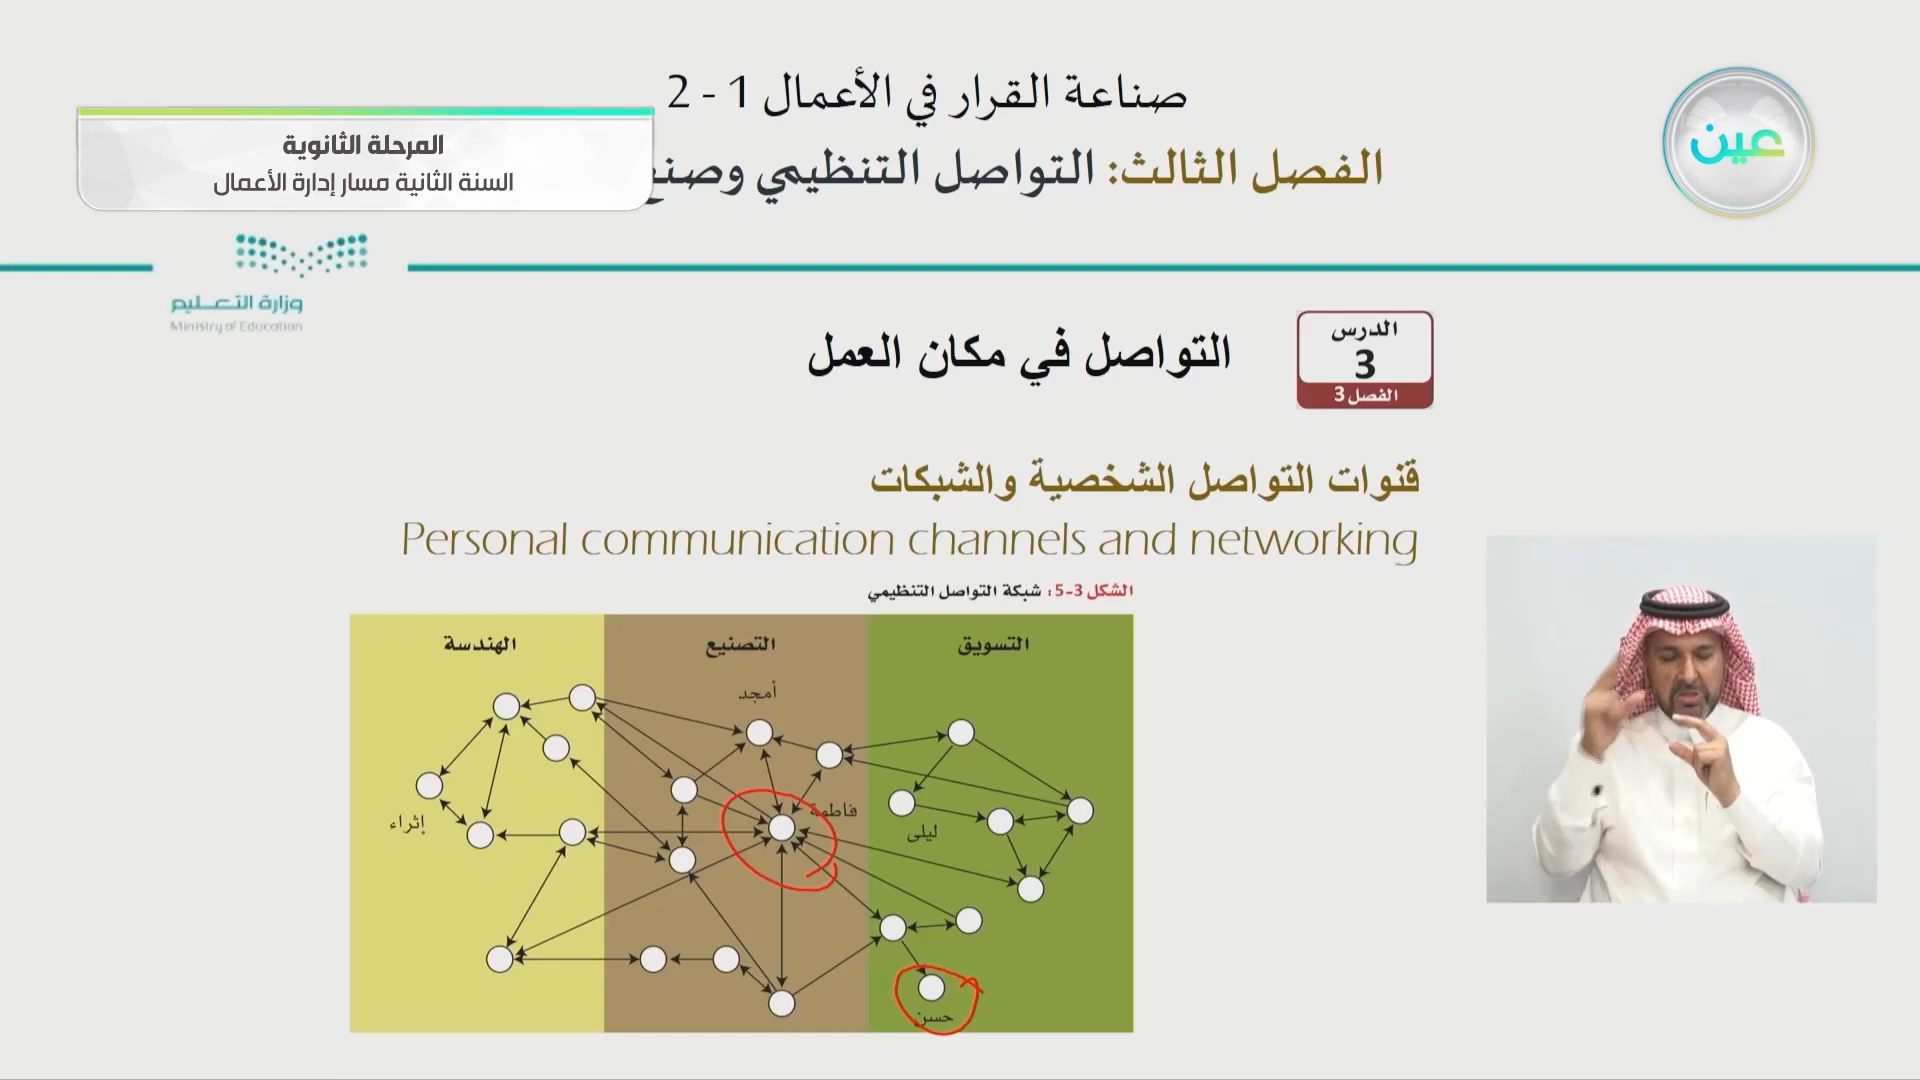 صناعة القرار في الأعمال 1 - 2
المرحلة الثانوية
السنة الثانية مسار إدارة الأعمال
الفصل الثالث: التواصل التنظيمي
عين
وزارة التعليم
Ministry of Education
الدرس
3
الفصل 3
التواصل في مكان العمل
قنوات التواصل الشخصية والشبكات
Personal communication channels and networking
الشكل 3-5: شبكة التواصل التنظيمي
التسويق
التصنيع
الهندسة
أمجد
فاطمة
ليلى
إثراء
حسن